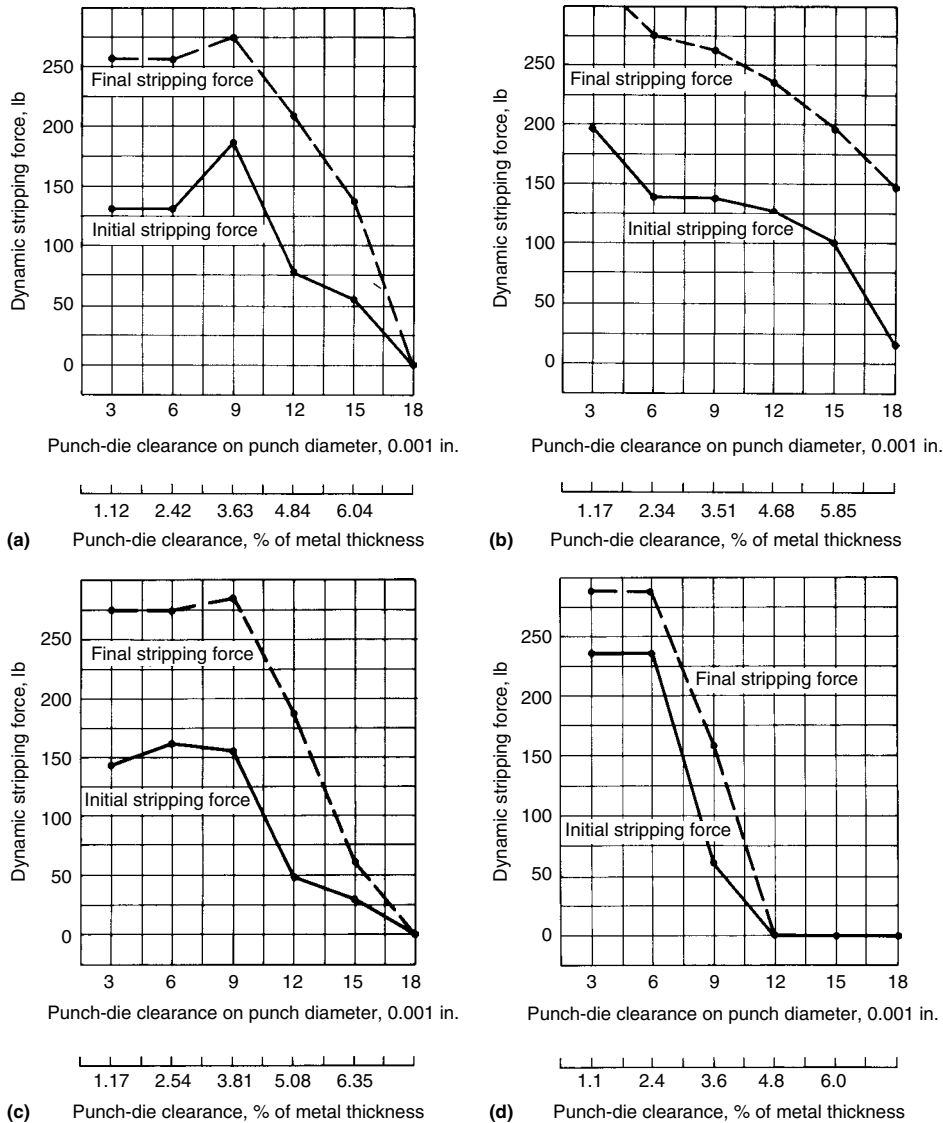 Dynamic stripping force, lb
250
200
150
100
50
0
Final stripping force
Initial stripping force
3 6 9 12 15 18
Punch-die clearance on punch diameter, 0.001 in.
1.12 2.42 3.63 4.84 6.04
(a) Punch-die clearance, % of metal thickness
Dynamic stripping force, lb
250
200
150
100
50
0
Final stripping force
Initial stripping force
3 6 9 12 15 18
Punch-die clearance on punch diameter, 0.001 in.
1.17 2.34 3.51 4.68 5.85
(b) Punch-die clearance, % of metal thickness
Dynamic stripping force, lb
250
200
150
100
50
0
Final stripping force
Initial stripping force
3 6 9 12 15 18
Punch-die clearance on punch diameter, 0.001 in.
1.17 2.54 3.81 5.08 6.35
(c) Punch-die clearance, % of metal thickness
Dynamic stripping force, lb
250
200
150
100
50
0
Final stripping force
Initial stripping force
3 6 9 12 15 18
Punch-die clearance on punch diameter, 0.001 in.
1.1 2.4 3.6 4.8 6.0
(d) Punch-die clearance, % of metal thickness